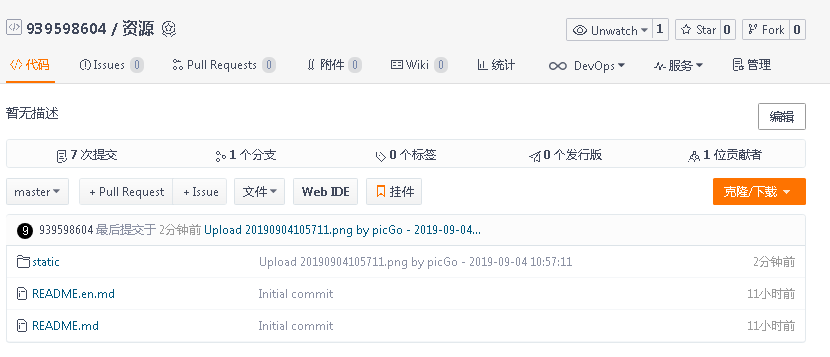 939598604 / 资源
Unwatch 1 Star 0 Fork 0
代码 Issues 0 Pull Requests 0 附件 0 Wiki 0 统计 DevOps 服务 管理
暂无描述 编辑
7 次提交 1 个分支 0 个标签 0 个发行版 1 位贡献者
master + Pull Request + Issue 文件 Web IDE 挂件 克隆/下载
9 939598604 最后提交于 2分钟前 Upload 20190904105711.png by picGo - 2019-09-04...
static Upload 20190904105711.png by picGo - 2019-09-04 10:57:11 2分钟前
README.en.md Initial commit 11小时前
README.md Initial commit 11小时前